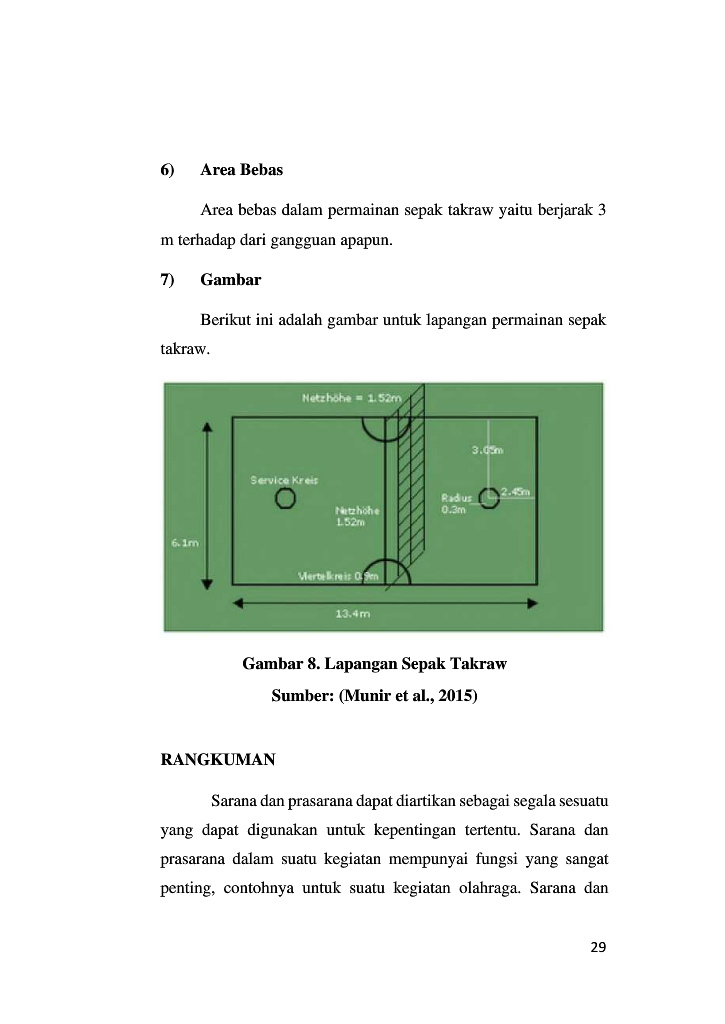 6) Area Bebas
Area bebas dalam permainan sepak takraw yaitu berjarak 3
m terhadap dari gangguan apapun.
7) Gambar
Berikut ini adalah gambar untuk lapangan permainan sepak
takraw.
Netzhöhe = 1.52m
3.05m
Service Kreis
Radius
0.3m
2.45m
Netzhöhe
1.52m
6.1m
Viertelkreis 0.9m
13.4m
Gambar 8. Lapangan Sepak Takraw
Sumber: (Munir et al., 2015)
RANGKUMAN
Sarana dan prasarana dapat diartikan sebagai segala sesuatu
yang dapat digunakan untuk kepentingan tertentu. Sarana dan
prasarana dalam suatu kegiatan mempunyai fungsi yang sangat
penting, contohnya untuk suatu kegiatan olahraga. Sarana dan
29